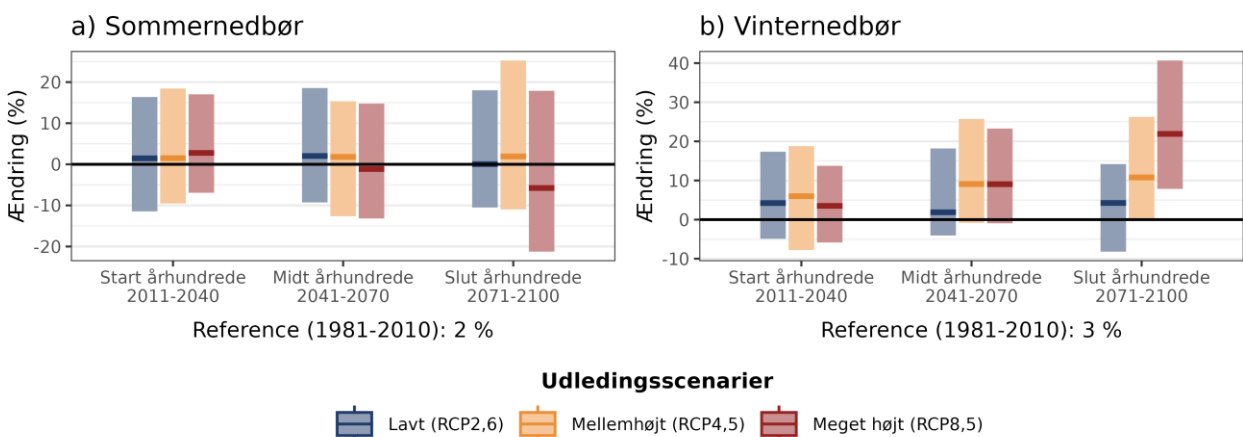 a) Sommernedbør
Ændring (%)
20
10
0
-10
-20
Start århundrede
2011-2040
Midt århundrede
2041-2070
Slut århundrede
2071-2100
Reference (1981-2010): 2 %
b) Vinternedbør
Ændring (%)
40
30
20
10
0
-10
Start århundrede
2011-2040
Midt århundrede
2041-2070
Slut århundrede
2071-2100
Reference (1981-2010): 3 %
Udledingsscenarier
Lavt (RCP2,6)
Mellemhøjt (RCP4,5)
Meget højt (RCP8,5)